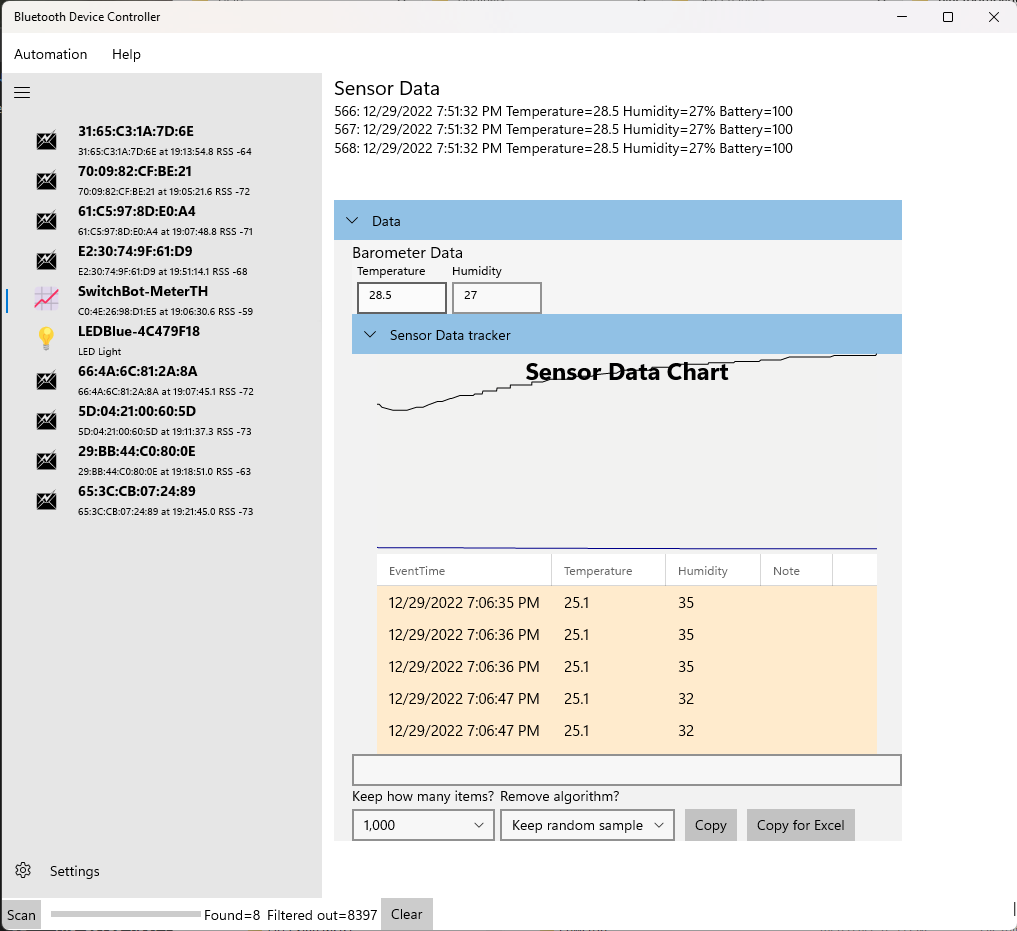 Bluetooth Device Controller
Automation Help
31:65:C3:1A:7D:6E
31:65:C3:1A:7D:6E at 19:13:54.8 RSS -64
70:09:82:CF:BE:21
70:09:82:CF:BE:21 at 19:05:21.6 RSS -72
61:C5:97:8D:E0:A4
61:C5:97:8D:E0:A4 at 19:07:48.8 RSS -71
E2:30:74:9F:61:D9
E2:30:74:9F:61:D9 at 19:51:14.1 RSS -68
SwitchBot-MeterTH
C0:4E:26:98:D1:E5 at 19:06:30.6 RSS -59
LEDBlue-4C479F18
LED Light
66:4A:6C:81:2A:8A
66:4A:6C:81:2A:8A at 19:07:45.1 RSS -72
5D:04:21:00:60:5D
5D:04:21:00:60:5D at 19:11:37.3 RSS -73
29:BB:44:C0:80:0E
29:BB:44:C0:80:0E at 19:18:51.0 RSS -63
65:3C:CB:07:24:89
65:3C:CB:07:24:89 at 19:21:45.0 RSS -73
Settings
Sensor Data
566: 12/29/2022 7:51:32 PM Temperature=28.5 Humidity=27% Battery=100
567: 12/29/2022 7:51:32 PM Temperature=28.5 Humidity=27% Battery=100
568: 12/29/2022 7:51:32 PM Temperature=28.5 Humidity=27% Battery=100
Data
Barometer Data
Temperature Humidity
28.5 27
Sensor Data tracker
Sensor Data Chart
EventTime Temperature Humidity Note
12/29/2022 7:06:35 PM 25.1 35
12/29/2022 7:06:36 PM 25.1 35
12/29/2022 7:06:36 PM 25.1 35
12/29/2022 7:06:47 PM 25.1 32
12/29/2022 7:06:47 PM 25.1 32
Keep how many items? Remove algorithm?
1,000 Keep random sample Copy Copy for Excel
Scan Found=8 Filtered out=8397 Clear